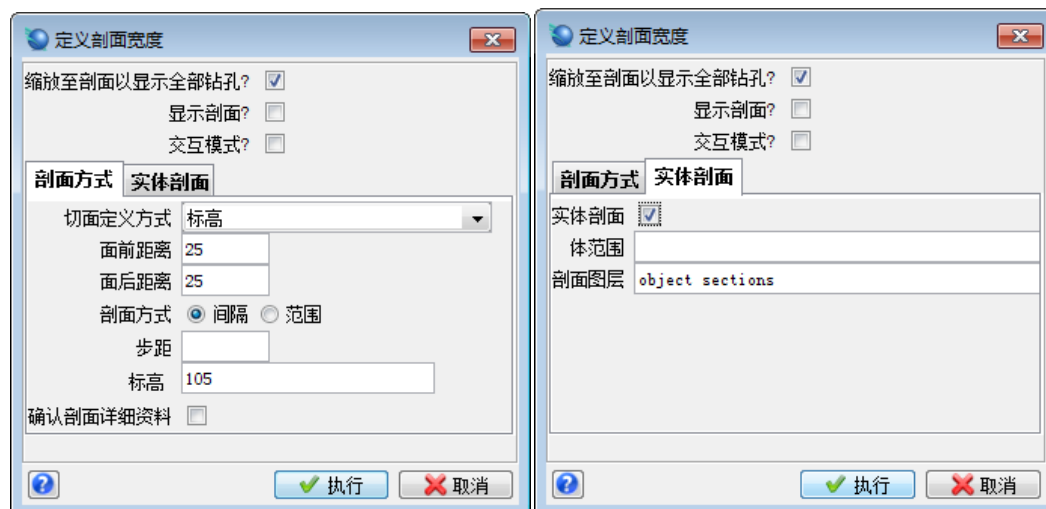 定义剖面宽度
缩放至剖面以显示全部钻孔?
显示剖面?
交互模式?
剖面方式 实体剖面
切面定义方式 标高
面前距离 25
面后距离 25
剖面方式 间隔 范围
步距
标高 105
确认剖面详细资料
执行 取消
定义剖面宽度
缩放至剖面以显示全部钻孔?
显示剖面?
交互模式?
剖面方式 实体剖面
实体剖面
体范围
剖面图层 object sections
执行 取消